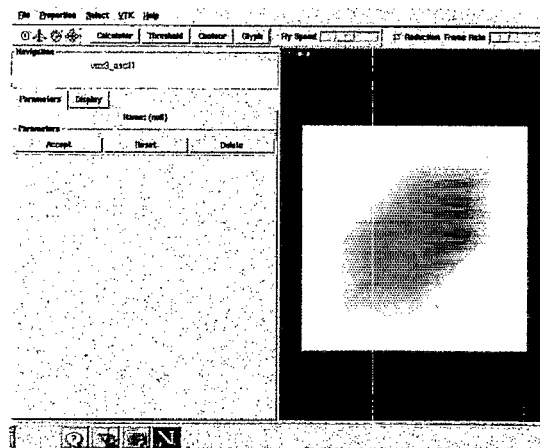 File Properties Select VTK Help
Calculator Threshold Contour Glyph Fly Speed Reduction Frame Rate
Navigation
Parameters Display
Name: (null)
Parameters
Accept Reset Delete